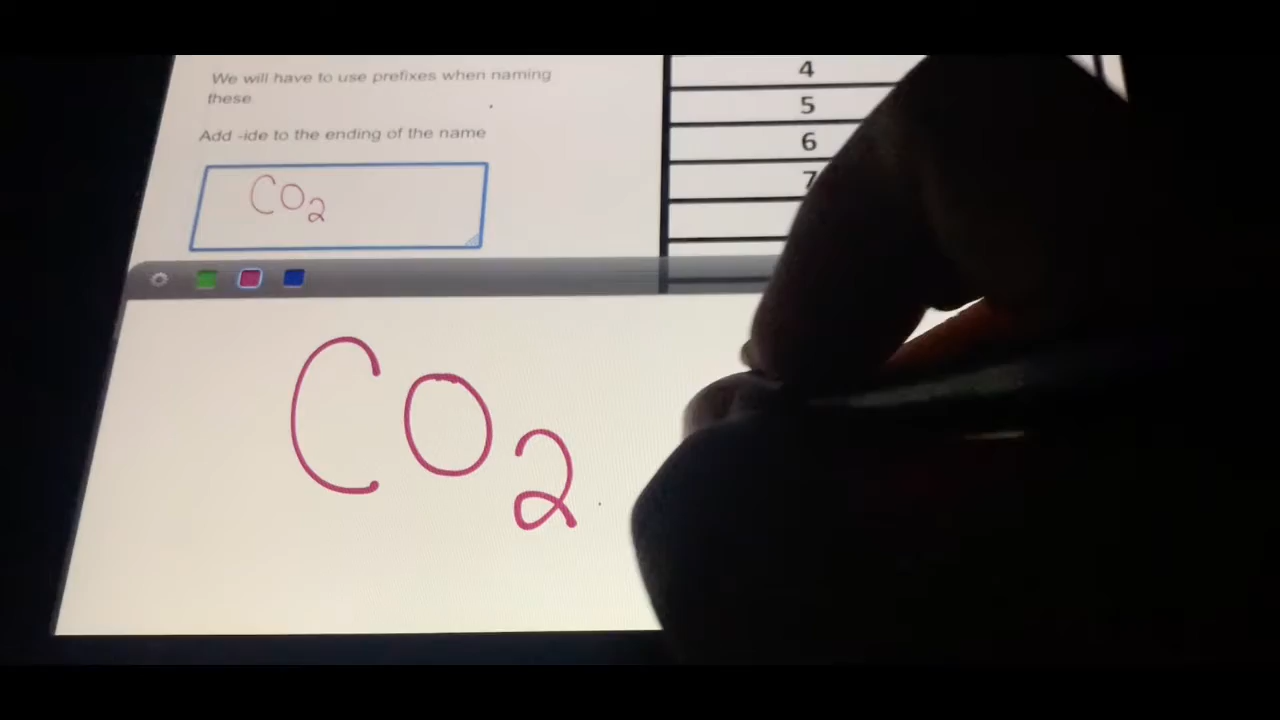 We will have to use prefixes when naming
these
Add -ide to the ending of the name
CO₂
4
5
6
7
CO₂